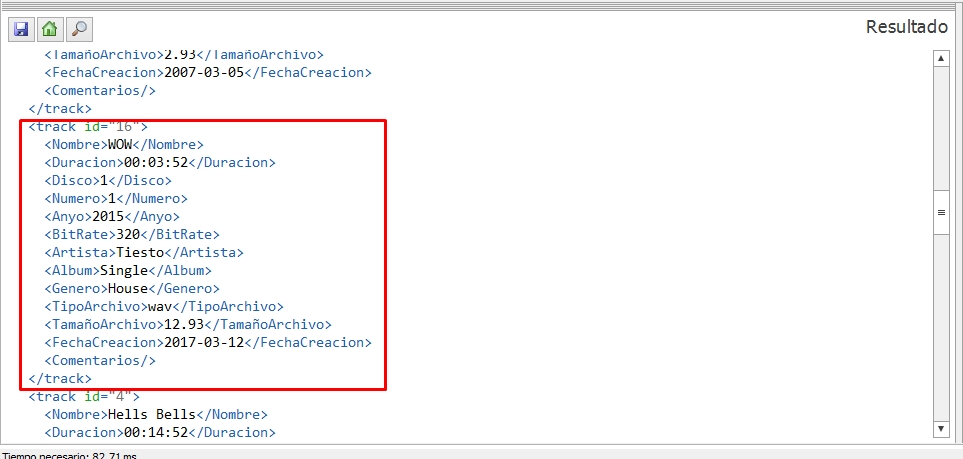 Resultado
<TamañoArchivo>2.93</TamañoArchivo>
<FechaCreacion>2007-03-05</FechaCreacion>
<Comentarios/>
</track>
<track id="16">
<Nombre>WOW</Nombre>
<Duracion>00:03:52</Duracion>
<Disco>1</Disco>
<Numero>1</Numero>
<Anyo>2015</Anyo>
<BitRate>320</BitRate>
<Artista>Tiesto</Artista>
<Album>Single</Album>
<Genero>House</Genero>
<TipoArchivo>wav</TipoArchivo>
<TamañoArchivo>12.93</TamañoArchivo>
<FechaCreacion>2017-03-12</FechaCreacion>
<Comentarios/>
</track>
<track id="4">
<Nombre>Hells Bells</Nombre>
<Duracion>00:14:52</Duracion>
Tiempo necesario: 82.71 ms